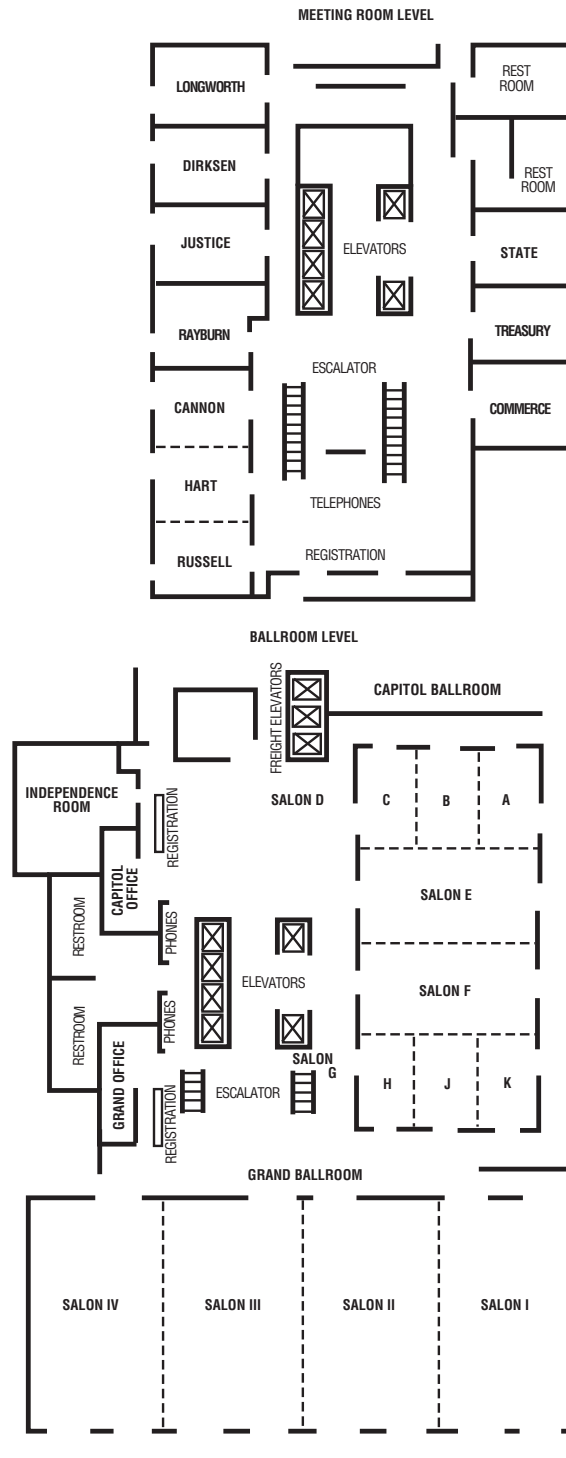 MEETING ROOM LEVEL
LONGWORTH
REST
ROOM
DIRKSEN
REST
ROOM
JUSTICE
ELEVATORS
STATE
RAYBURN
TREASURY
ESCALATOR
CANNON
COMMERCE
HART
TELEPHONES
RUSSELL
REGISTRATION
BALLROOM LEVEL
FREIGHT ELEVATORS
CAPITOL BALLROOM
INDEPENDENCE
ROOM
REGISTRATION
SALON D
C
B
A
CAPITOL
OFFICE
SALON E
RESTROOM
PHONES
ELEVATORS
SALON F
RESTROOM
PHONES
GRAND OFFICE
SALON
G
ESCALATOR
H
J
K
REGISTRATION
GRAND BALLROOM
SALON IV
SALON III
SALON II
SALON I